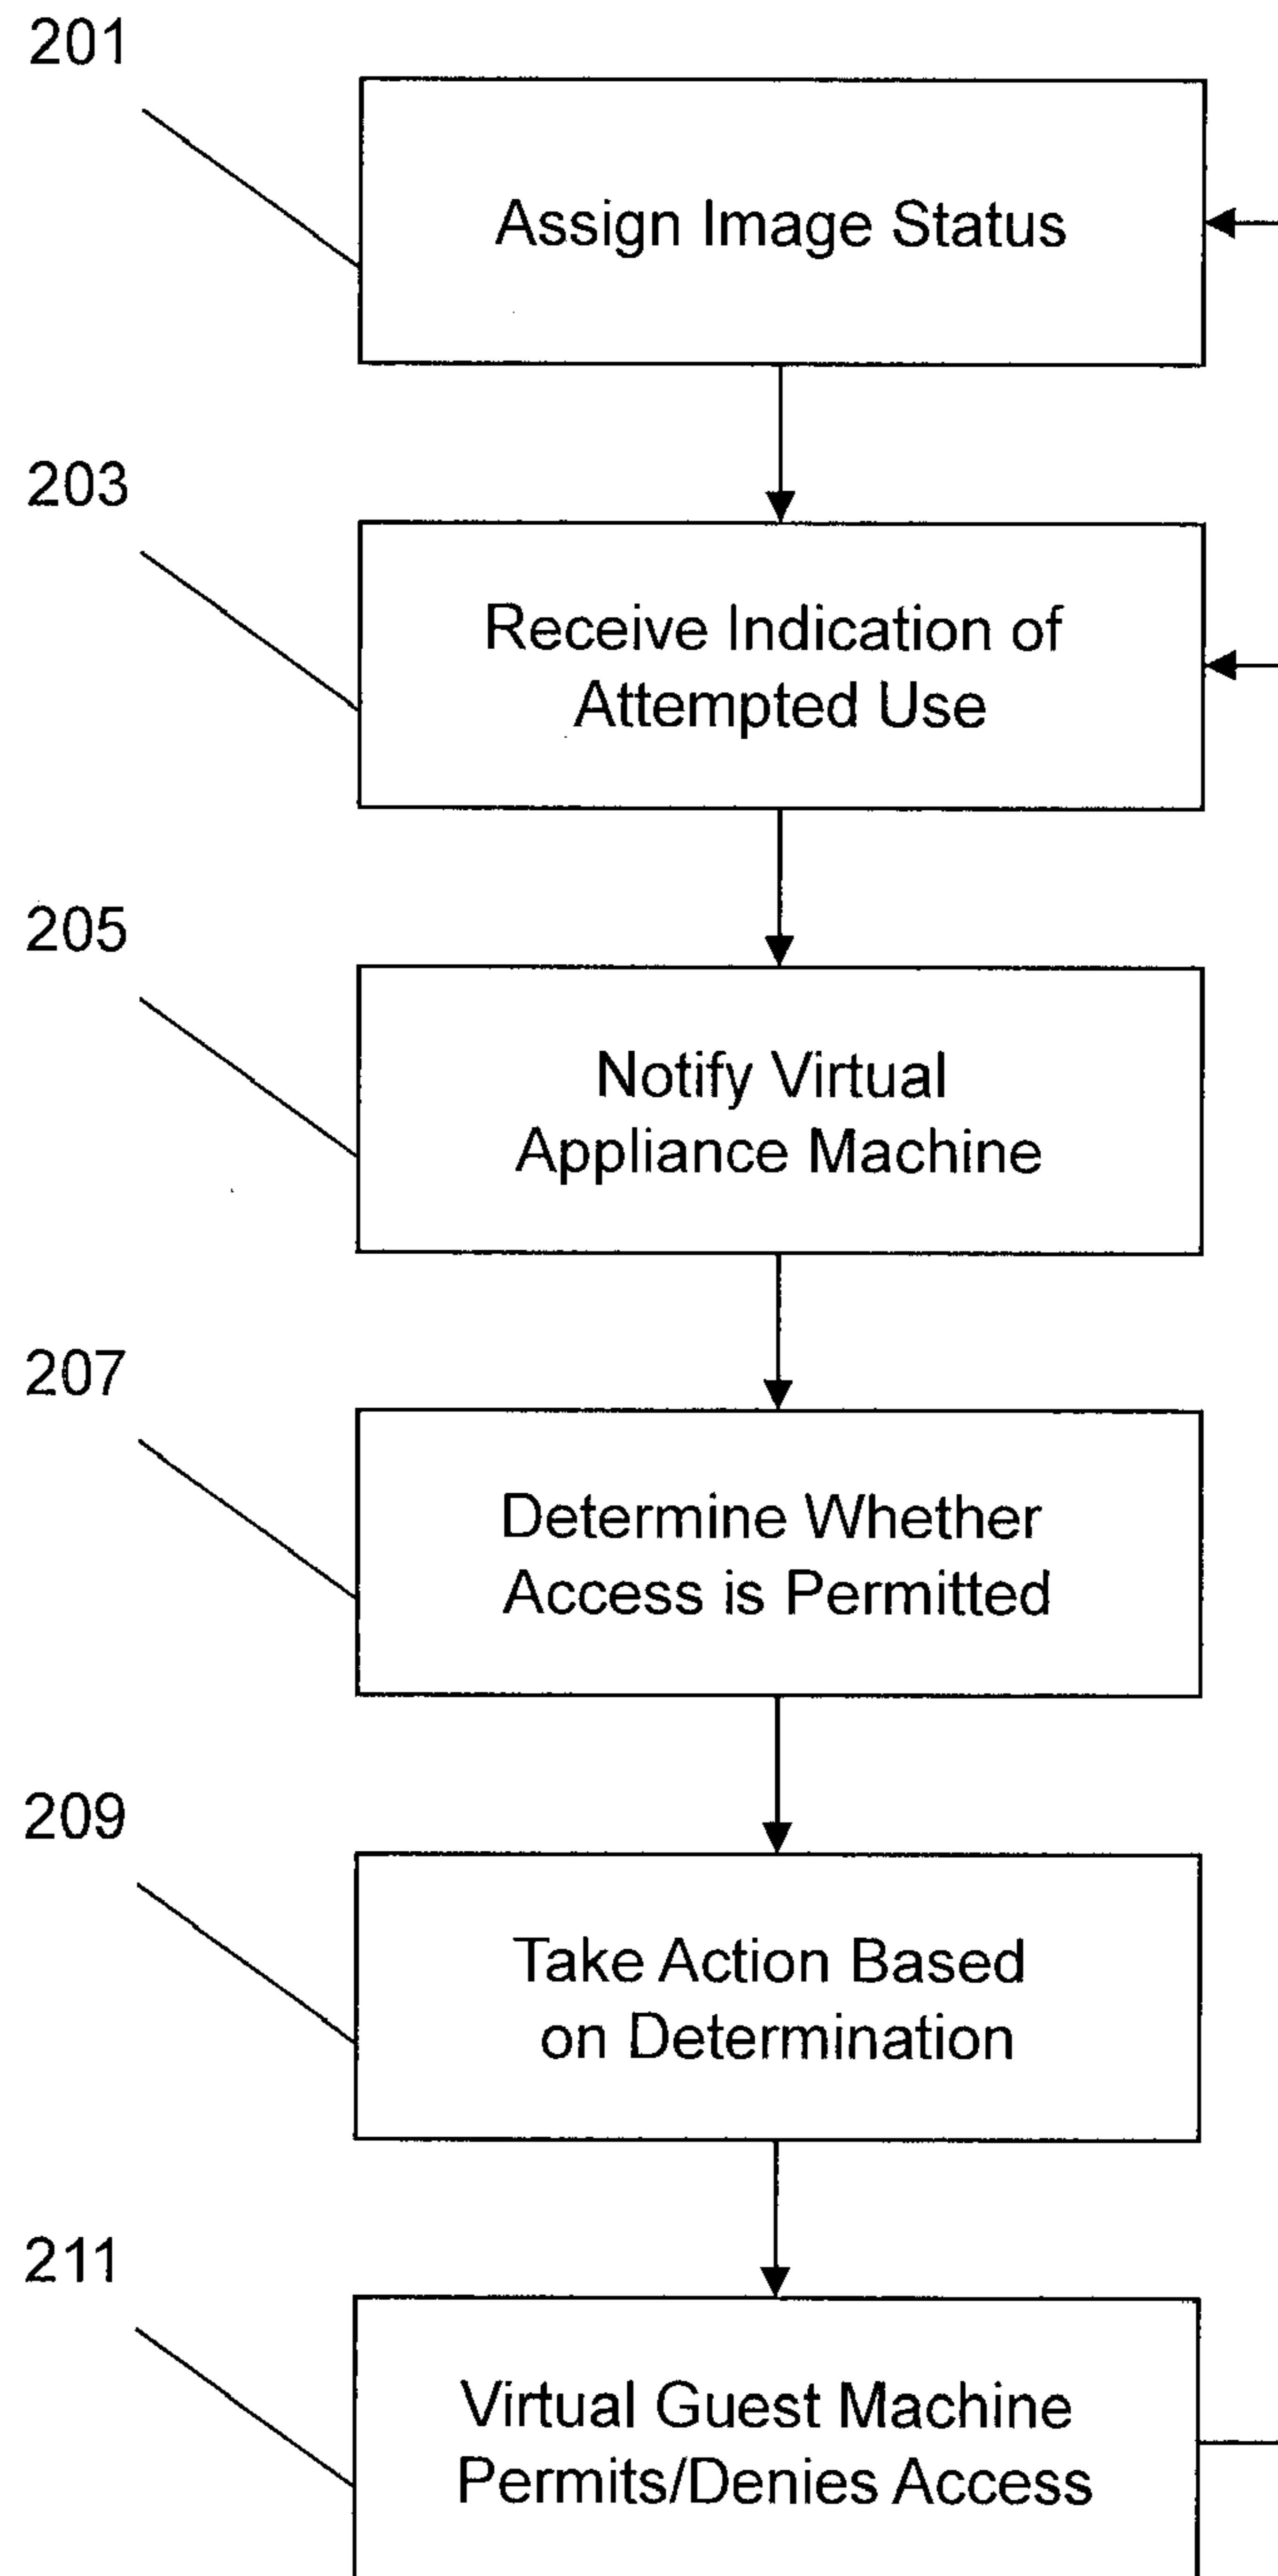 201
Assign Image Status
203
Receive Indication of
Attempted Use
205
Notify Virtual
Appliance Machine
207
Determine Whether
Access is Permitted
209
Take Action Based
on Determination
211
Virtual Guest Machine
Permits/Denies Access